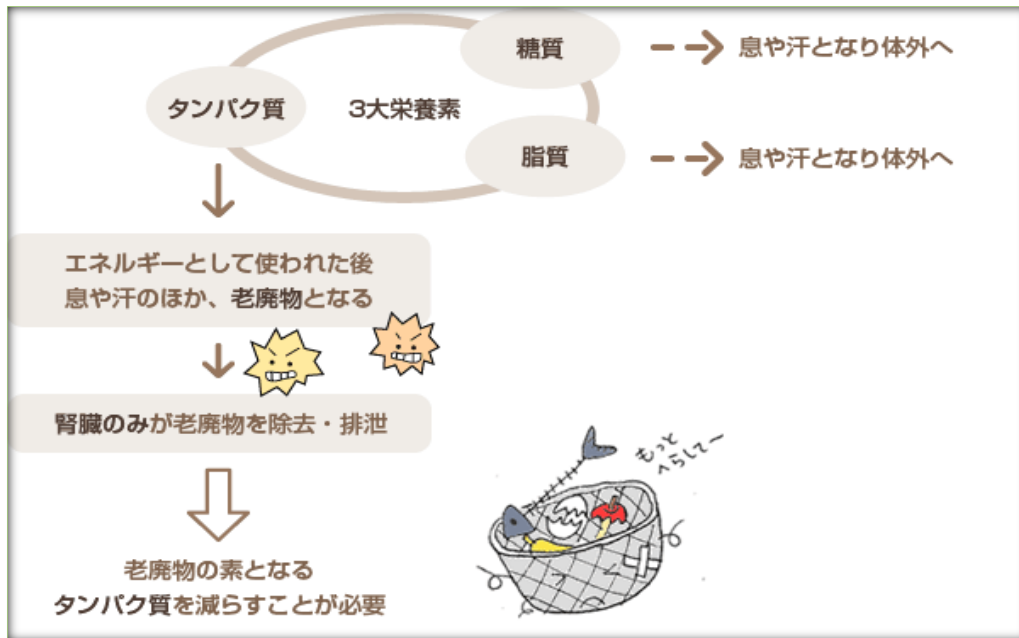 糖質
息や汗となり体外へ
タンパク質
3大栄養素
脂質
息や汗となり体外へ
エネルギーとして使われた後
息や汗のほか、老廃物となる
腎臓のみが老廃物を除去・排泄
もっと
へらしてー
老廃物の素となる
タンパク質を減らすことが必要